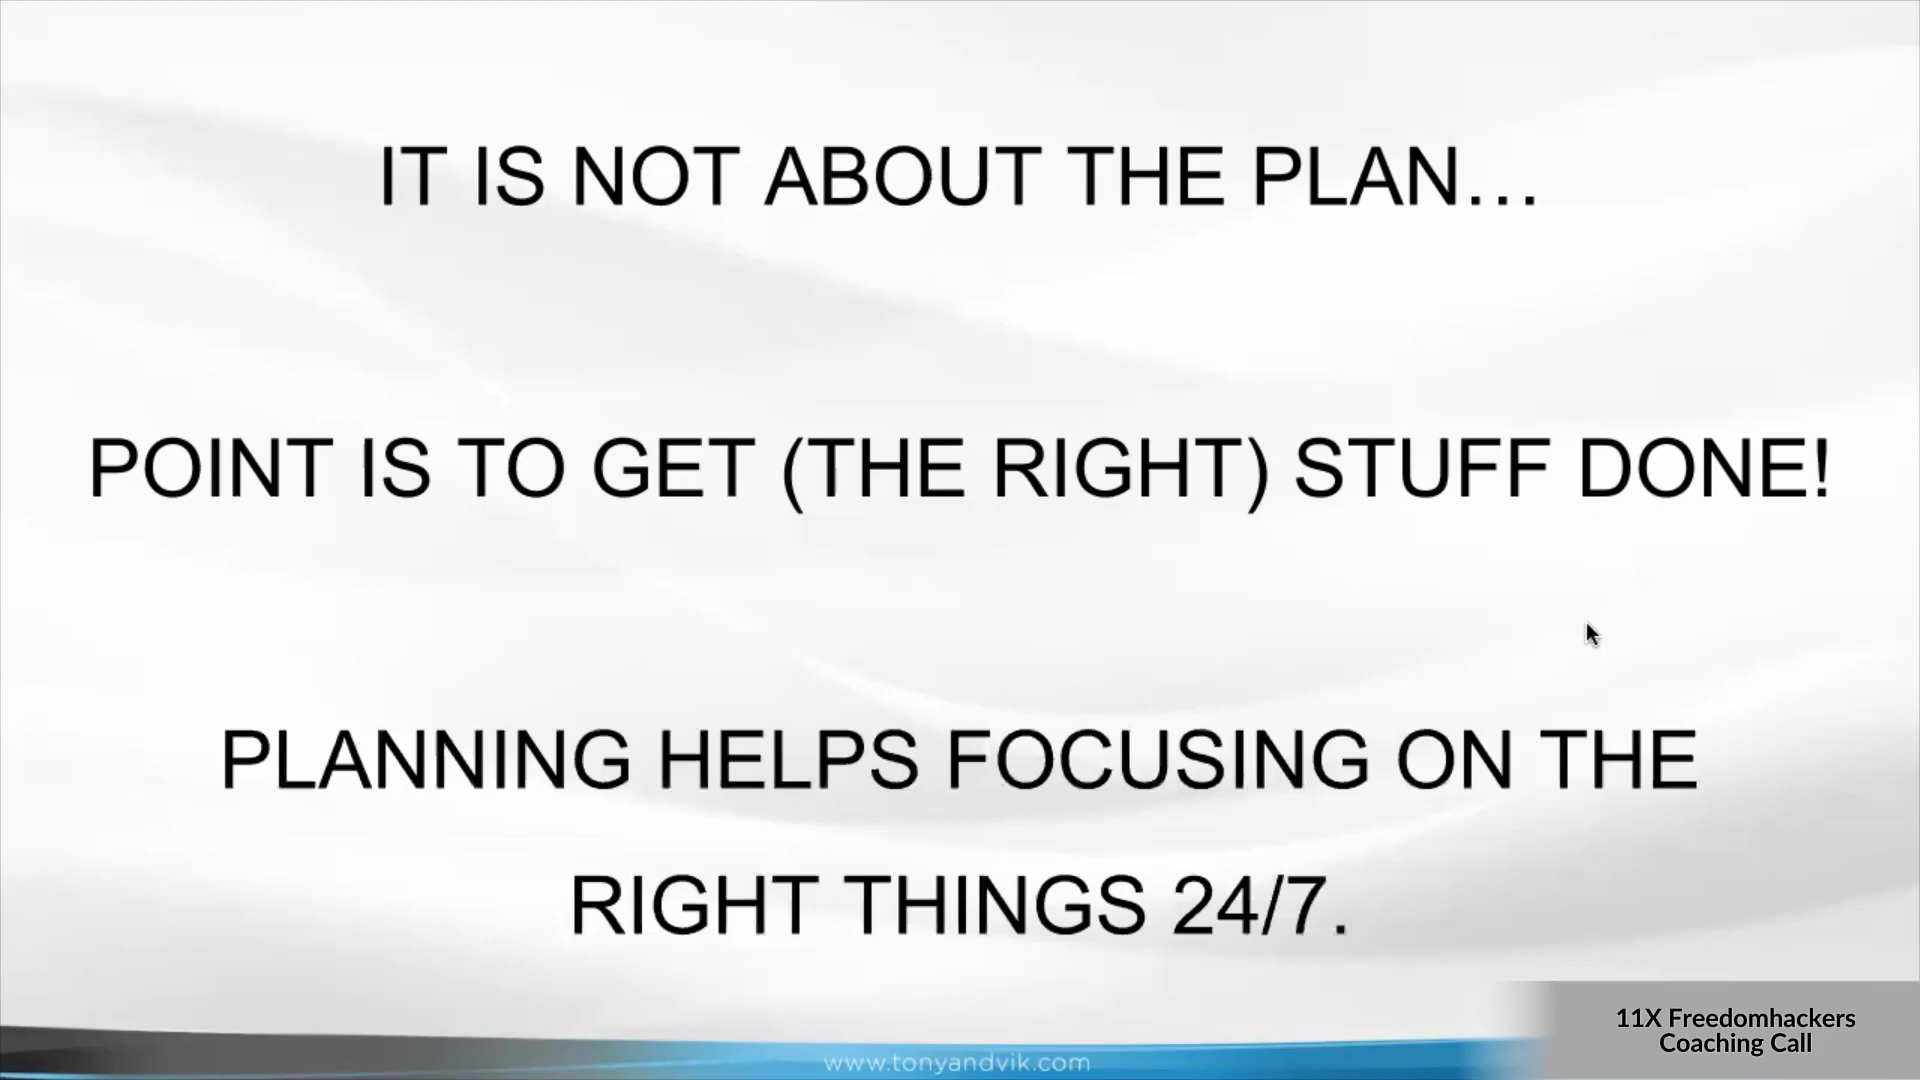 IT IS NOT ABOUT THE PLAN...
POINT IS TO GET (THE RIGHT) STUFF DONE!
PLANNING HELPS FOCUSING ON THE
RIGHT THINGS 24/7.
11X Freedomhackers
Coaching Call
www.tonyandvik.com